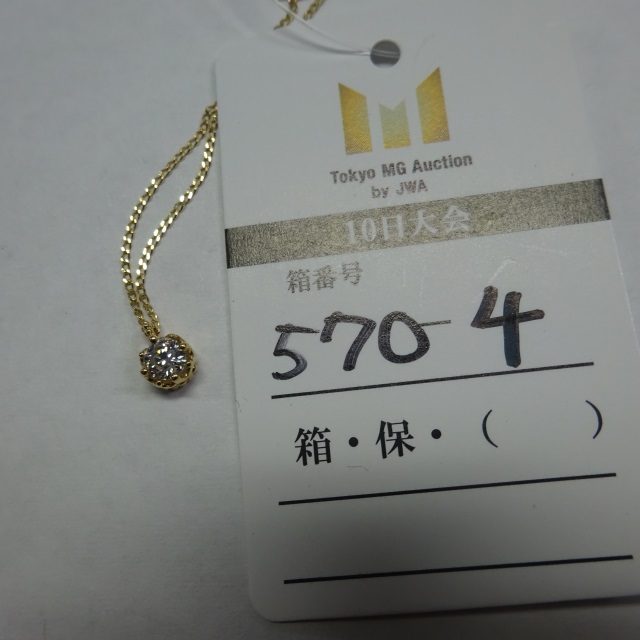 Tokyo MG Auction
by JWA
10日大会
箱番号
570-4
箱・保・（　　）